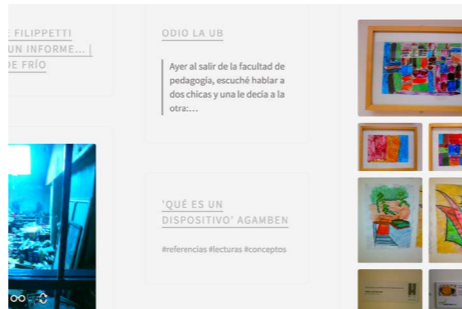 FILIPPETTI
UN INFORME... |
DE FRÍO
ODIO LA UB
Ayer al salir de la facultad de
pedagogía, escuché hablar a
dos chicas y una le decía a la
otra:...
'QUÉ ES UN
DISPOSITIVO' AGAMBEN
#referencias #lecturas #conceptos